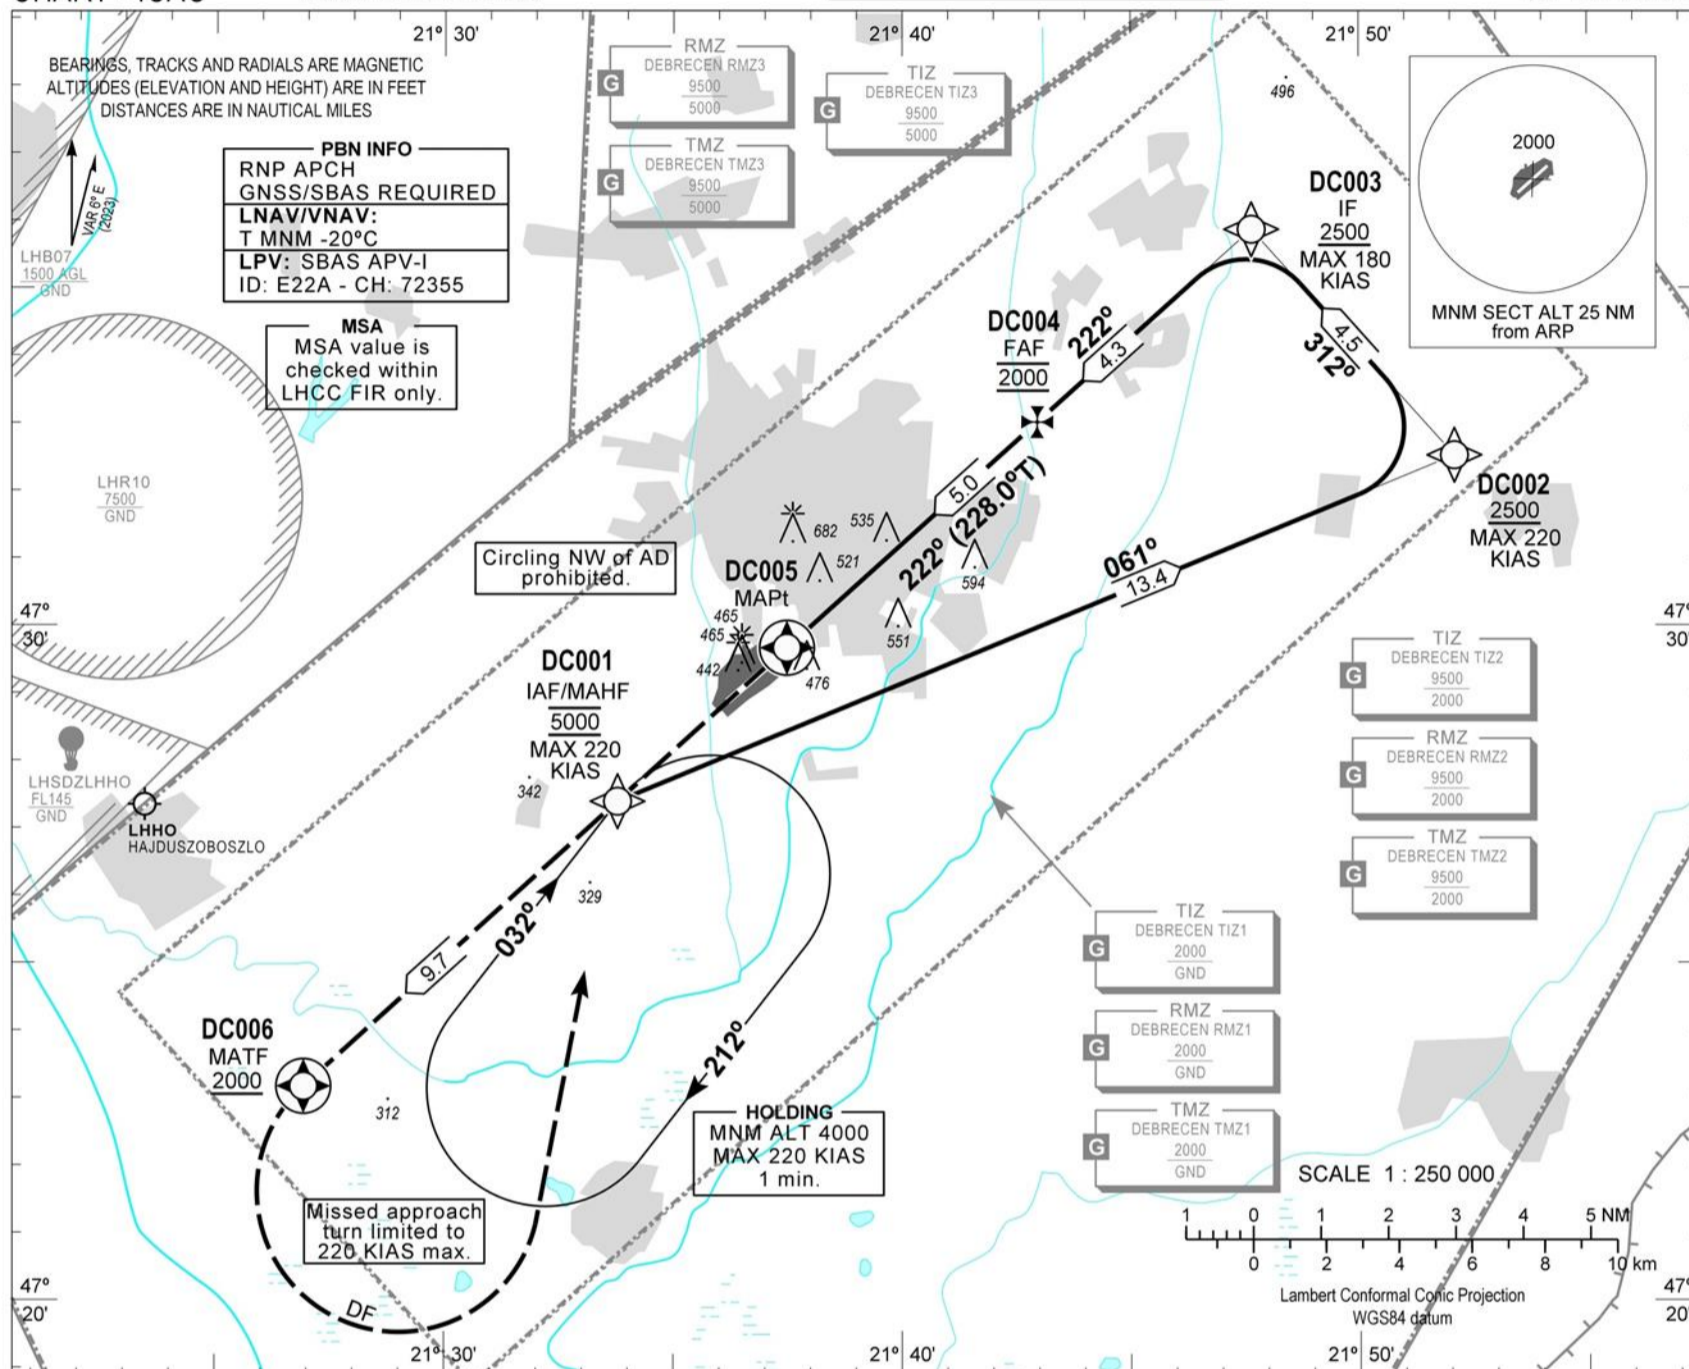 21° 30'
21° 40'
21° 50'
BEARINGS, TRACKS AND RADIALS ARE MAGNETIC
ALTITUDES (ELEVATION AND HEIGHT) ARE IN FEET
DISTANCES ARE IN NAUTICAL MILES
VAR 6° E
(2023)
PBN INFO
RNP APCH
GNSS/SBAS REQUIRED
LNAV/VNAV:
T MNM -20°C
LPV: SBAS APV-I
ID: E22A - CH: 72355
MSA
MSA value is
checked within
LHCC FIR only.
LHB07
1500 AGL
GND
LHR10
7500
GND
RMZ
DEBRECEN RMZ3
G
9500
5000
TIZ
DEBRECEN TIZ3
G
9500
5000
TMZ
DEBRECEN TMZ3
G
9500
5000
496
2000
MNM SECT ALT 25 NM
from ARP
DC003
IF
2500
MAX 180
KIAS
DC004
FAF
2000
222°
4.3
4.5
312°
DC002
2500
MAX 220
KIAS
5.0
222° (228.0°T)
061°
13.4
682
535
521
594
551
Circling NW of AD
prohibited.
DC005
MAPt
465
465
442
476
47°
30'
47°
30'
DC001
IAF/MAHF
5000
MAX 220
KIAS
342
329
LHSDZLHHO
FL145
GND
LHHO
HAJDUSZOBOSZLO
TIZ
DEBRECEN TIZ2
G
9500
2000
RMZ
DEBRECEN RMZ2
G
9500
2000
TMZ
DEBRECEN TMZ2
G
9500
2000
TIZ
DEBRECEN TIZ1
G
2000
GND
RMZ
DEBRECEN RMZ1
G
2000
GND
TMZ
DEBRECEN TMZ1
G
2000
GND
032°
9.7
212°
DC006
MATF
2000
312
HOLDING
MNM ALT 4000
MAX 220 KIAS
1 min.
Missed approach
turn limited to
220 KIAS max.
DF
SCALE 1 : 250 000
1 0 1 2 3 4 5 NM
0 2 4 6 8 10 km
Lambert Conformal Conic Projection
WGS84 datum
47°
20'
47°
20'
21° 30'
21° 40'
21° 50'